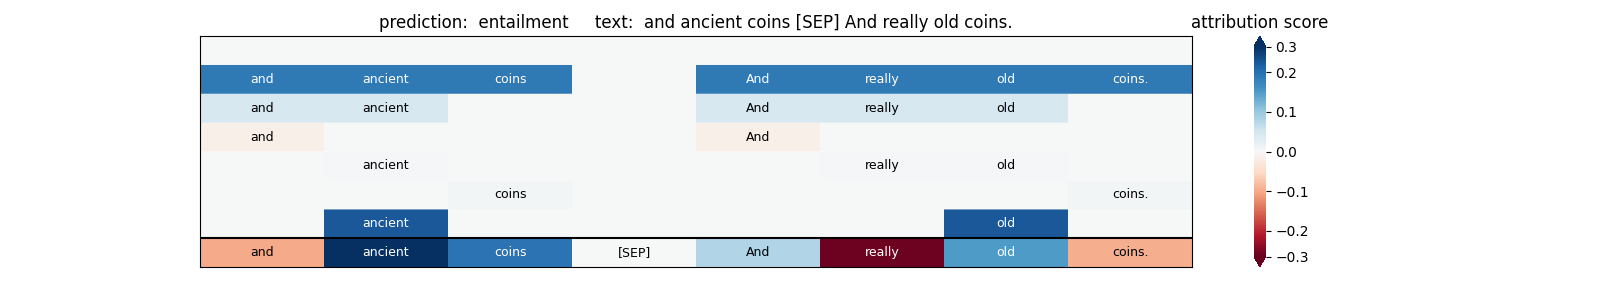 prediction:  entailment     text:  and ancient coins [SEP] And really old coins.
attribution score
and ancient coins And really old coins.
and ancient And really old
and And
ancient really old
coins coins.
ancient old
and ancient coins [SEP] And really old coins.
0.3
0.2
0.1
0.0
−0.1
−0.2
−0.3